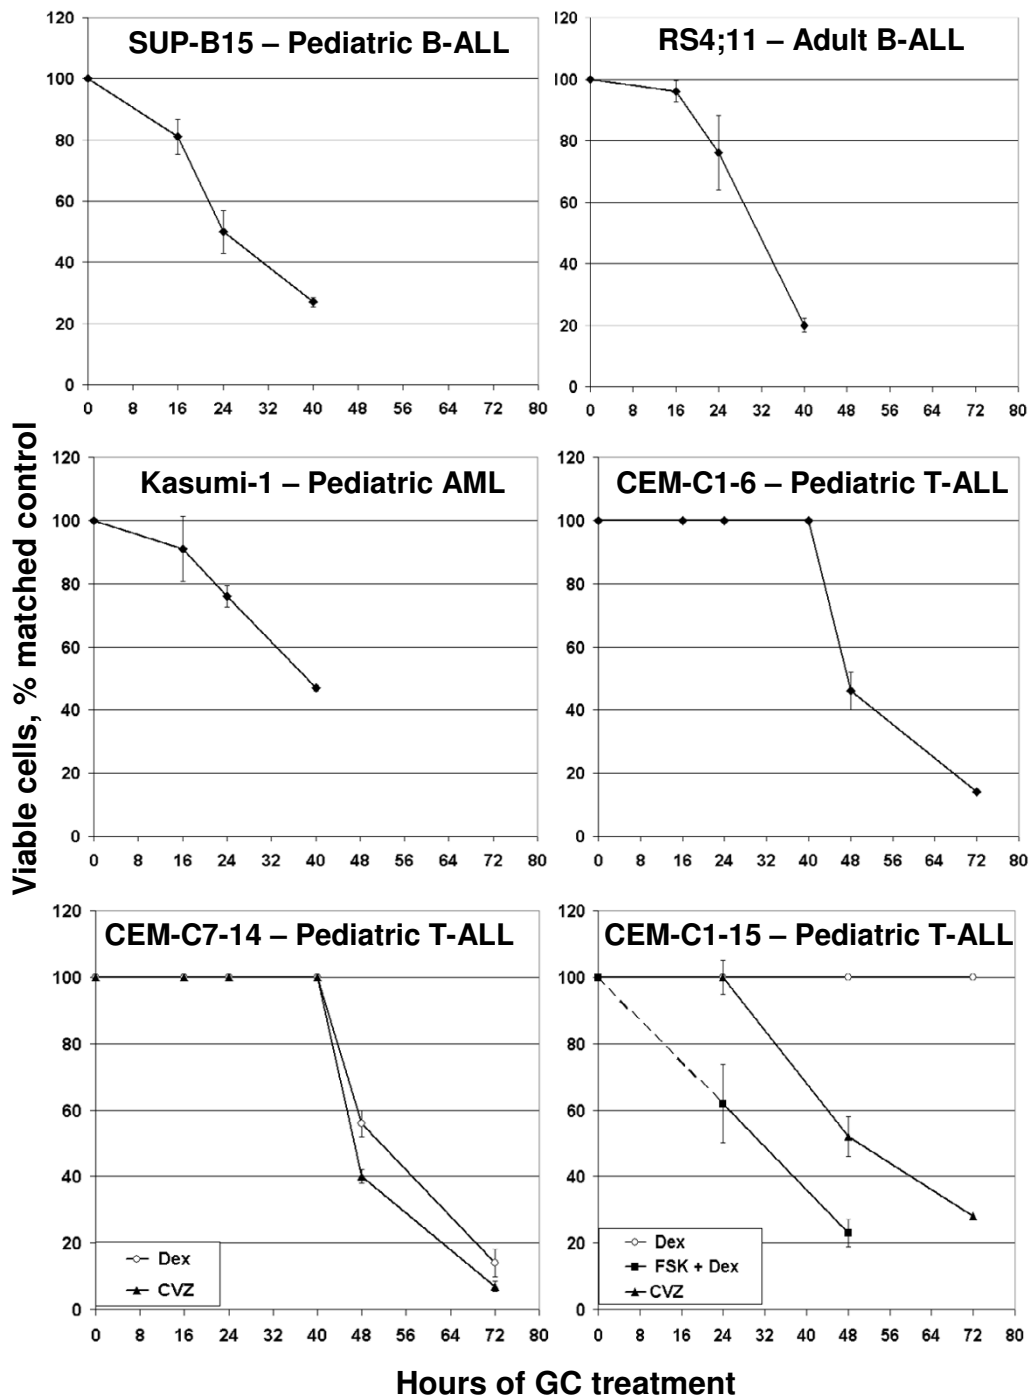 Viable cells, % matched control
SUP-B15 – Pediatric B-ALL
120
100
80
60
40
20
0
0 8 16 24 32 40 48 56 64 72 80
RS4;11 – Adult B-ALL
120
100
80
60
40
20
0
0 8 16 24 32 40 48 56 64 72 80
Kasumi-1 – Pediatric AML
120
100
80
60
40
20
0
0 8 16 24 32 40 48 56 64 72 80
CEM-C1-6 – Pediatric T-ALL
120
100
80
60
40
20
0
0 8 16 24 32 40 48 56 64 72 80
CEM-C7-14 – Pediatric T-ALL
120
100
80
60
40
20
0
Dex
CVZ
0 8 16 24 32 40 48 56 64 72 80
CEM-C1-15 – Pediatric T-ALL
120
100
80
60
40
20
0
Dex
FSK + Dex
CVZ
0 8 16 24 32 40 48 56 64 72 80
Hours of GC treatment